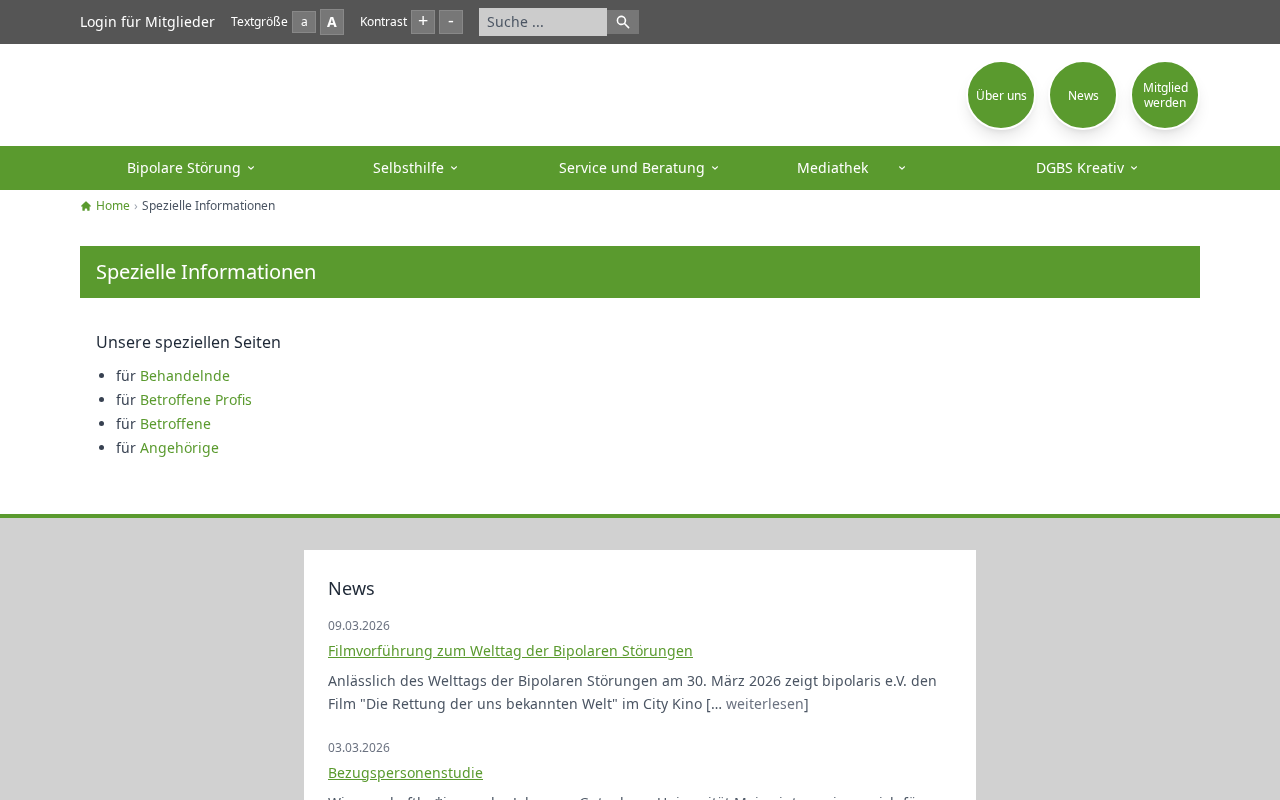 Login für Mitglieder Textgröße a A Kontrast + - Suche ...
Über uns
News
Mitglied
werden
Bipolare Störung Selbsthilfe Service und Beratung Mediathek DGBS Kreativ
Home › Spezielle Informationen
Spezielle Informationen
Unsere speziellen Seiten
für Behandelnde
für Betroffene Profis
für Betroffene
für Angehörige
News
09.03.2026
Filmvorführung zum Welttag der Bipolaren Störungen
Anlässlich des Welttags der Bipolaren Störungen am 30. März 2026 zeigt bipolaris e.V. den
Film "Die Rettung der uns bekannten Welt" im City Kino [… weiterlesen]
03.03.2026
Bezugspersonenstudie